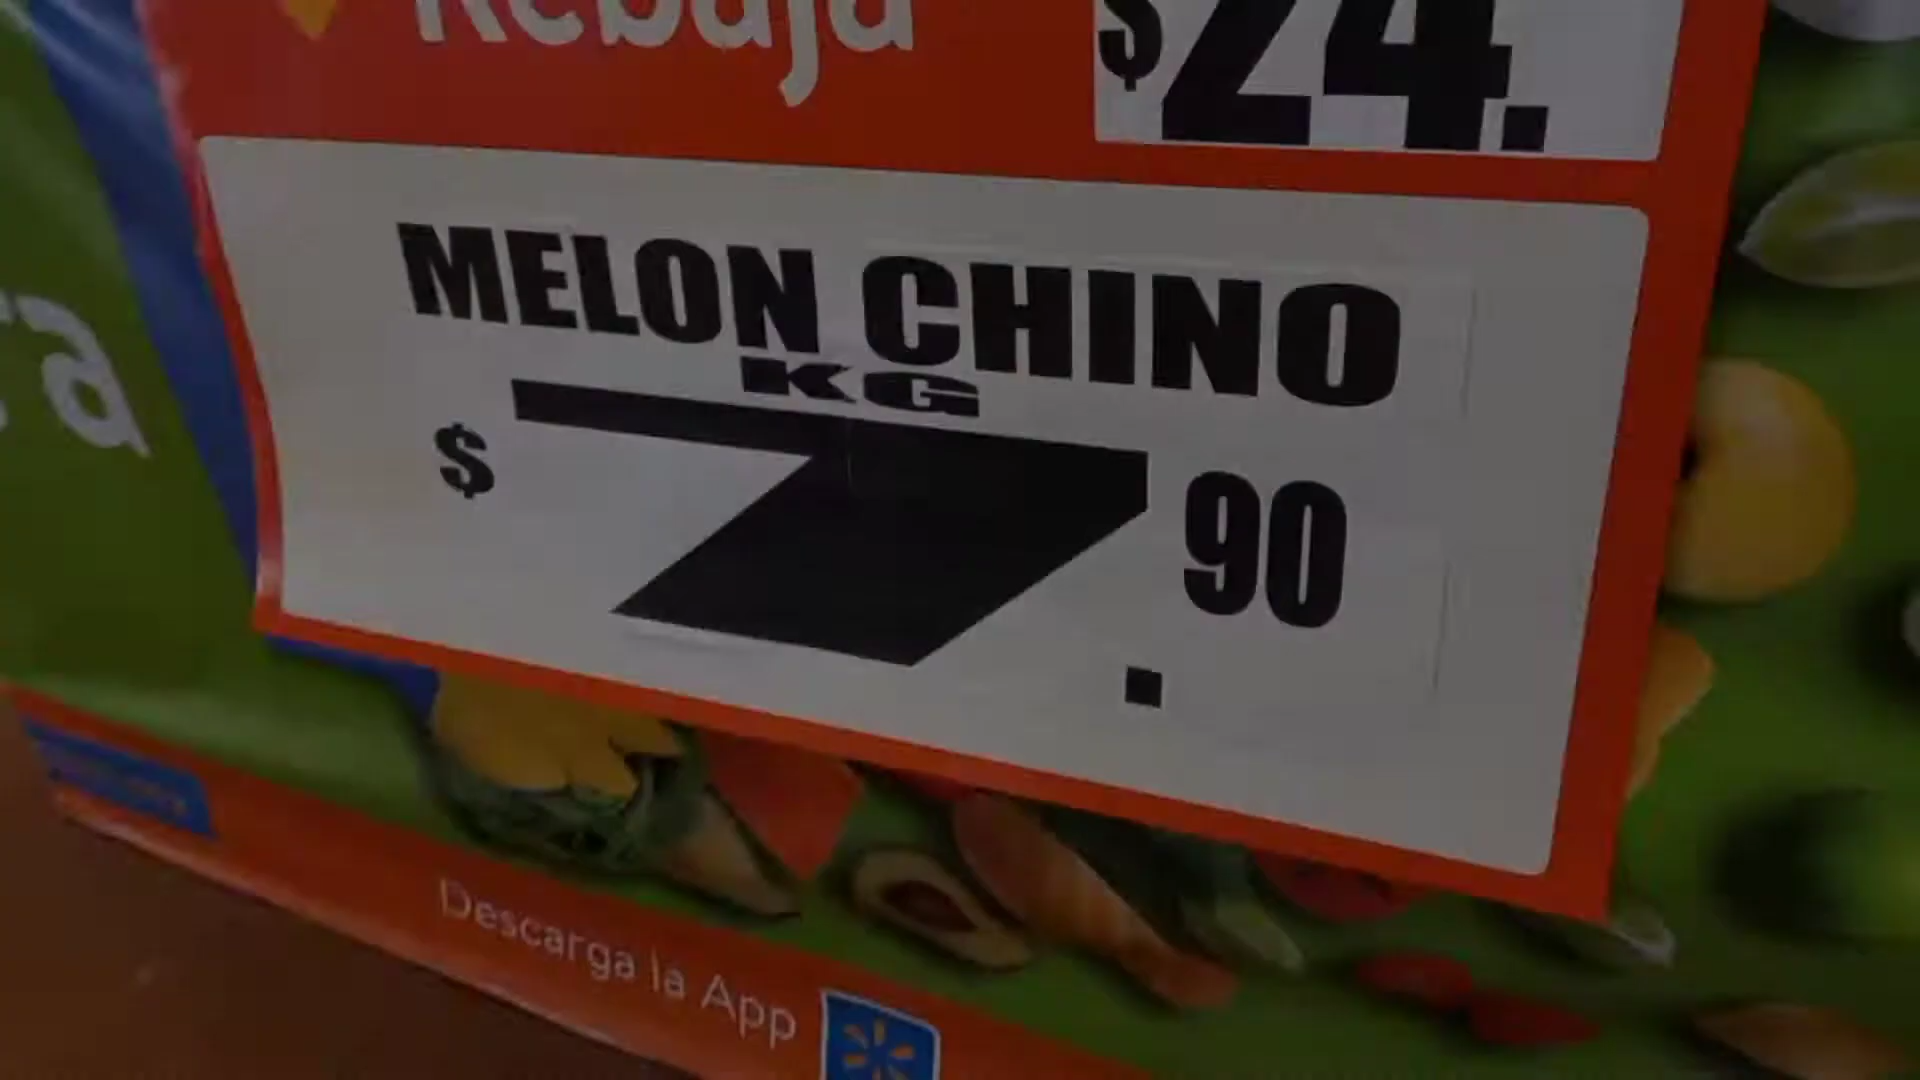 Rebaja
$24.
MELON CHINO
KG
$7.90
Descarga la App